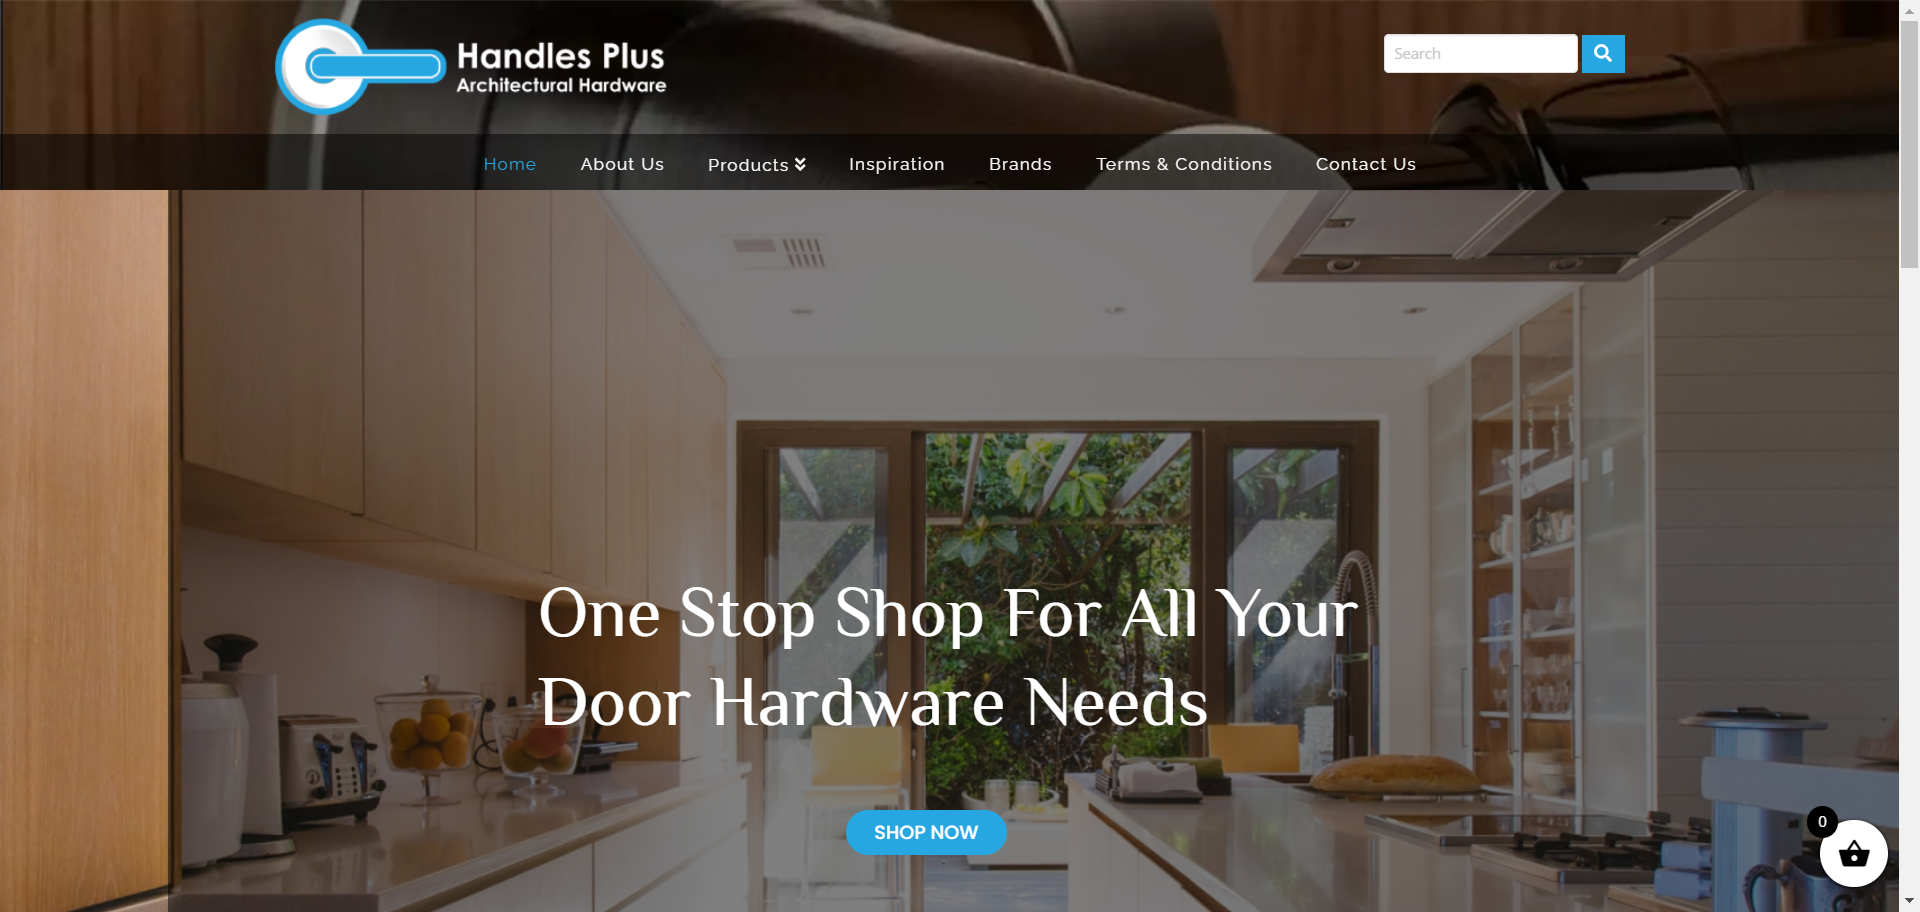 Handles Plus
Architectural Hardware
Search
Home About Us Products Inspiration Brands Terms & Conditions Contact Us
One Stop Shop For All Your
Door Hardware Needs
SHOP NOW
0